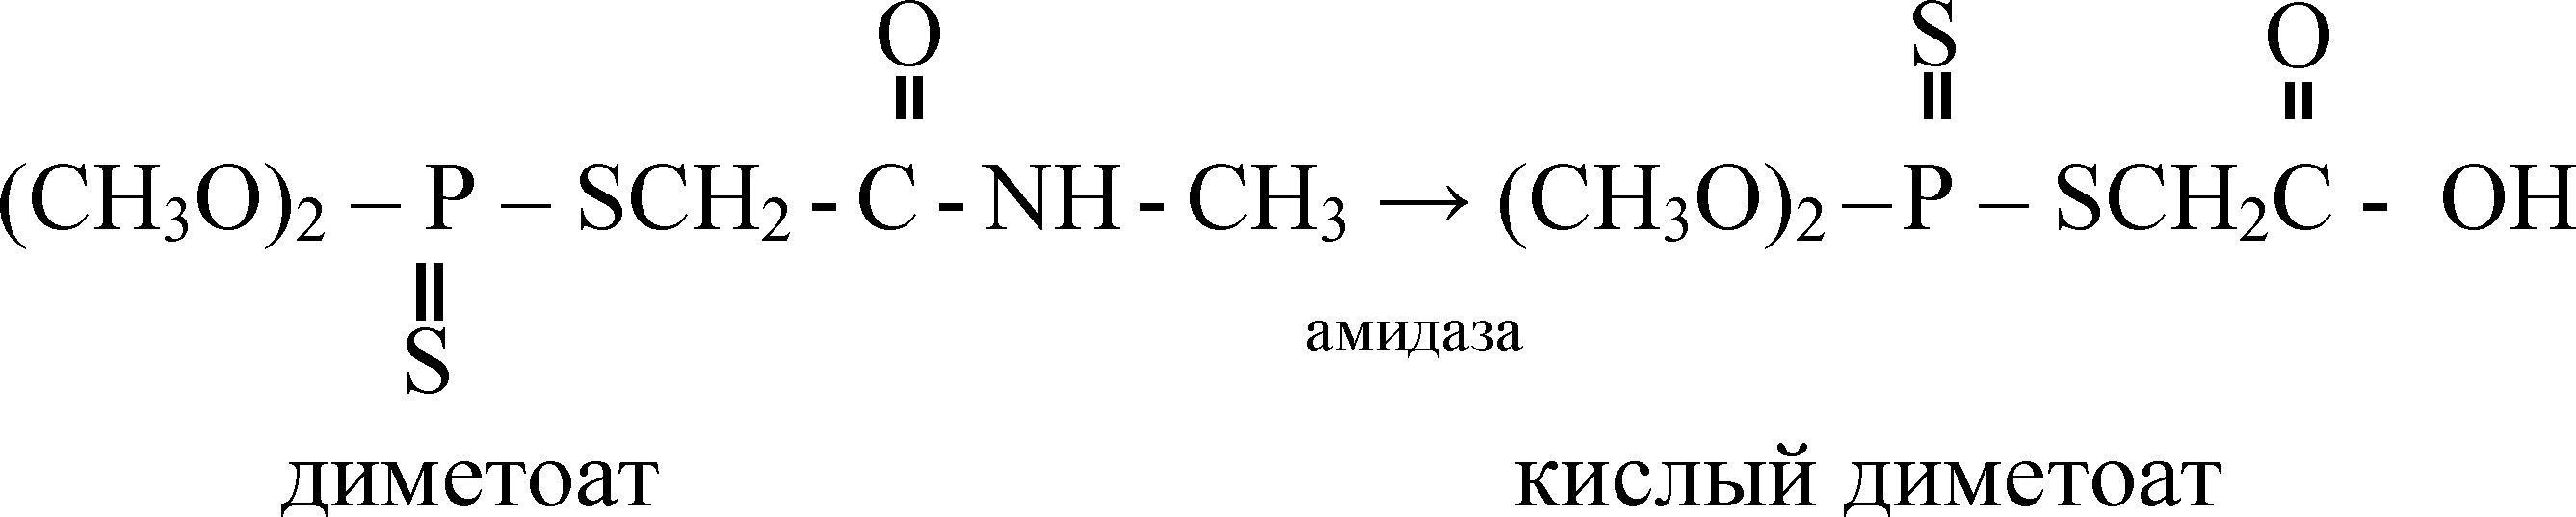 O S O
(CH₃O)₂ – P – SCH₂ - C - NH - CH₃ → (CH₃O)₂ – P – SCH₂C - OH
S амидаза
диметоат кислый диметоат